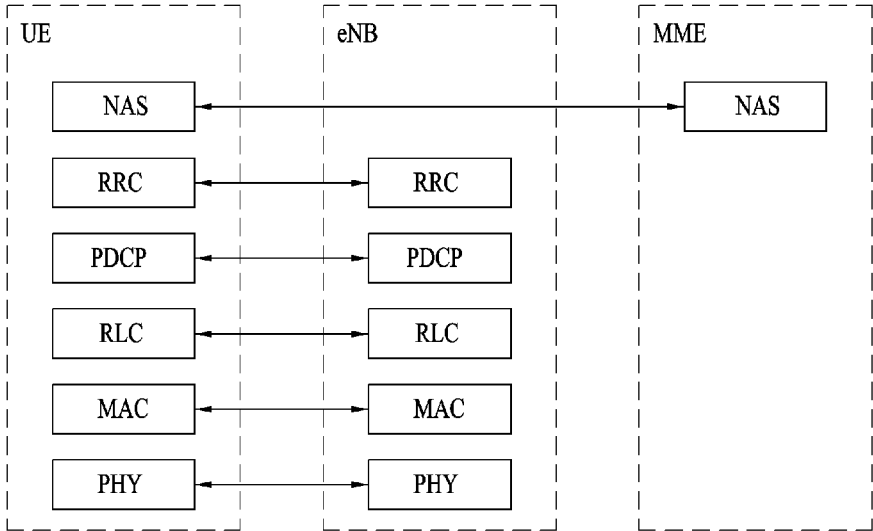 UE eNB MME
NAS NAS
RRC RRC
PDCP PDCP
RLC RLC
MAC MAC
PHY PHY